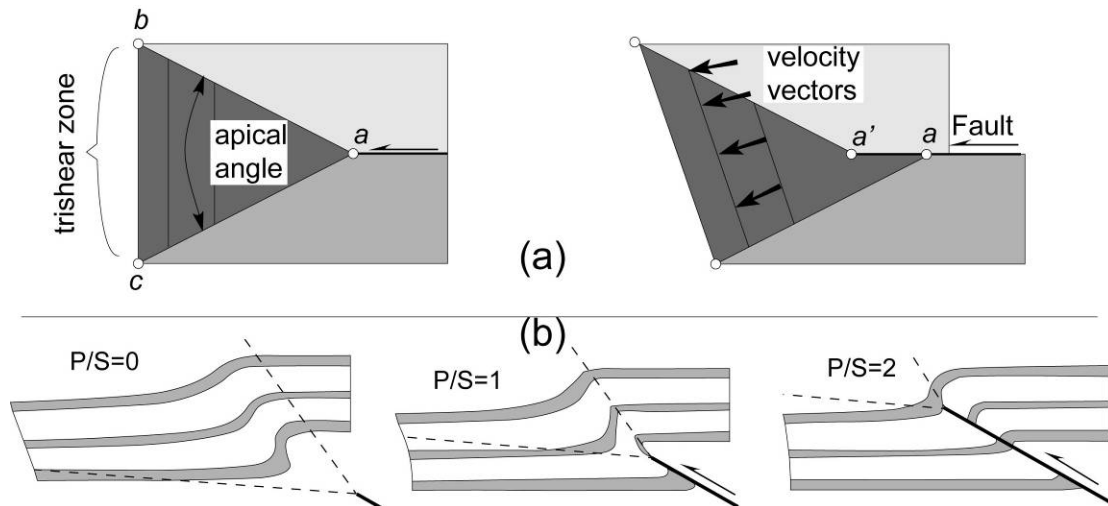 b
trishear zone
apical
angle
a
c
velocity
vectors
a'
a
Fault
(a)
(b)
P/S=0
P/S=1
P/S=2